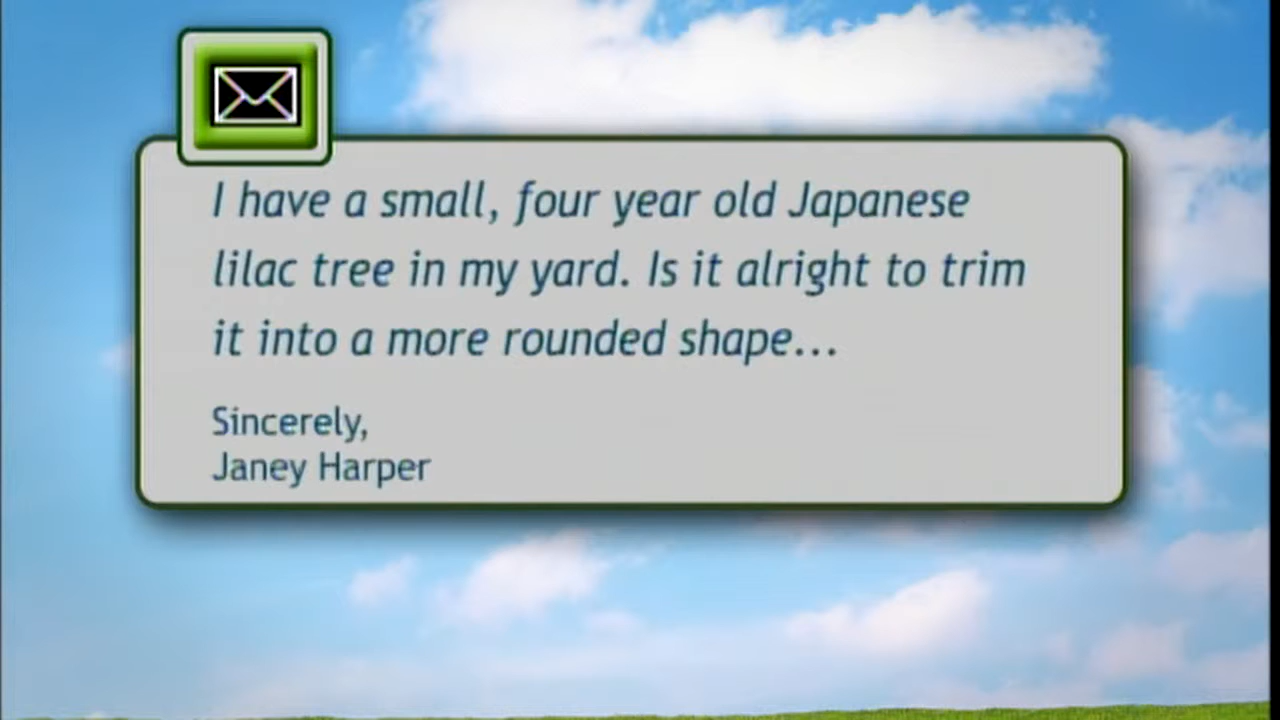 I have a small, four year old Japanese
lilac tree in my yard. Is it alright to trim
it into a more rounded shape...
Sincerely,
Janey Harper